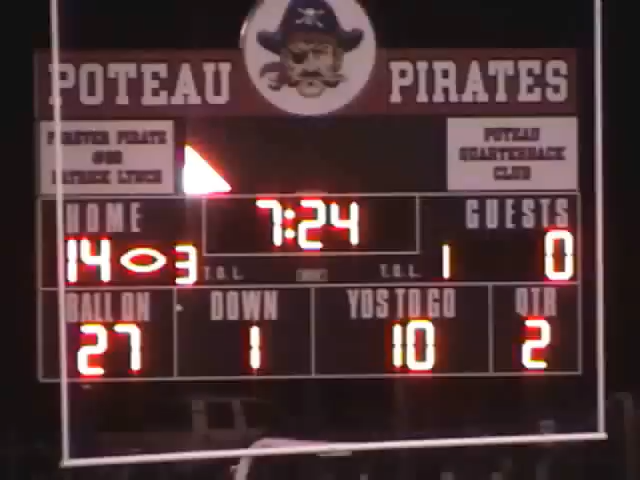 POTEAU PIRATES
FOREVER PIRATE
PATRICK LYNCH
POTEAU
QUARTERBACK
CLUB
7:24
HOME GUESTS
14 3 T.O.L. T.O.L. 1 0
BALL ON DOWN YDS TO GO QTR
27 1 10 2